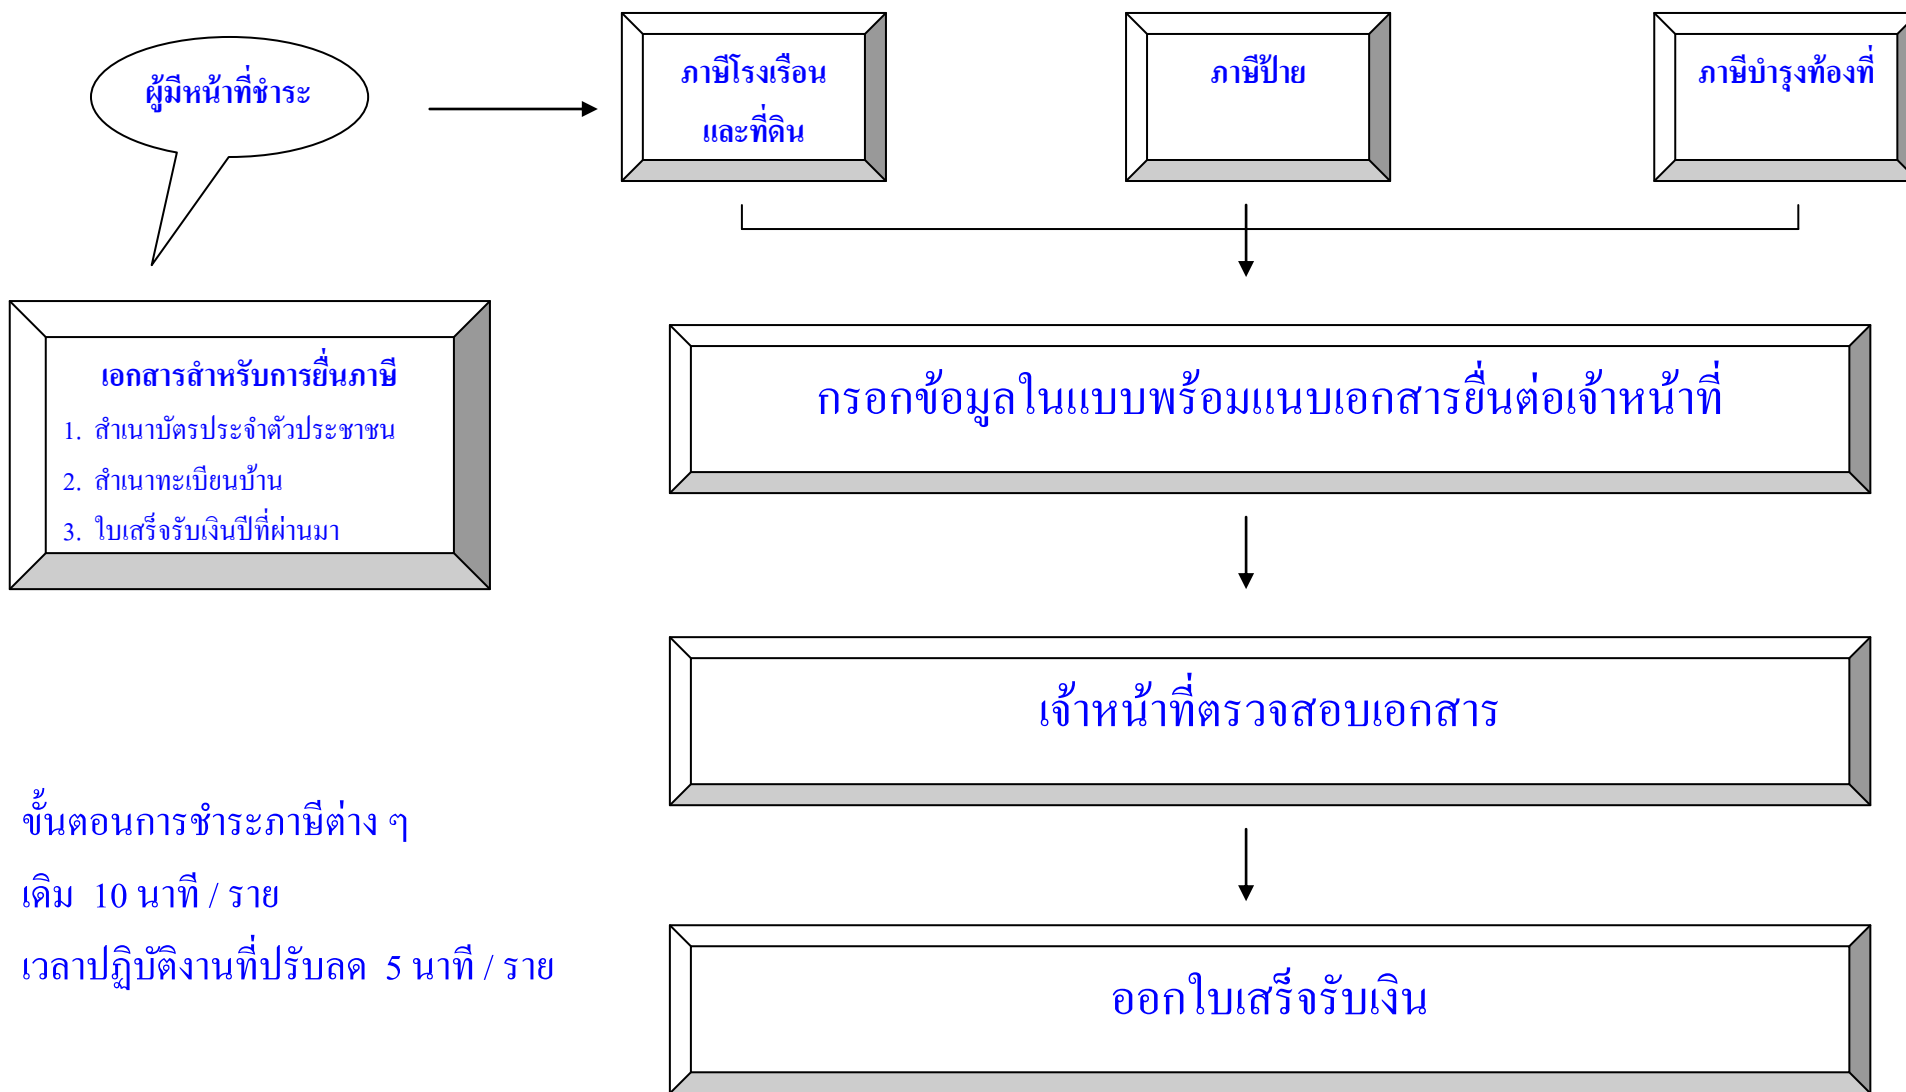 ผู้มีหน้าที่ชำระ
ภาษีโรงเรือน
และที่ดิน
ภาษีป้าย
ภาษีบำรุงท้องที่
เอกสารสำหรับการยื่นภาษี
1. สำเนาบัตรประจำตัวประชาชน
2. สำเนาทะเบียนบ้าน
3. ใบเสร็จรับเงินปีที่ผ่านมา
กรอกข้อมูลในแบบพร้อมแนบเอกสารยื่นต่อเจ้าหน้าที่
เจ้าหน้าที่ตรวจสอบเอกสาร
ขั้นตอนการชำระภาษีต่าง ๆ
เดิม 10 นาที / ราย
เวลาปฏิบัติงานที่ปรับลด 5 นาที / ราย
ออกใบเสร็จรับเงิน